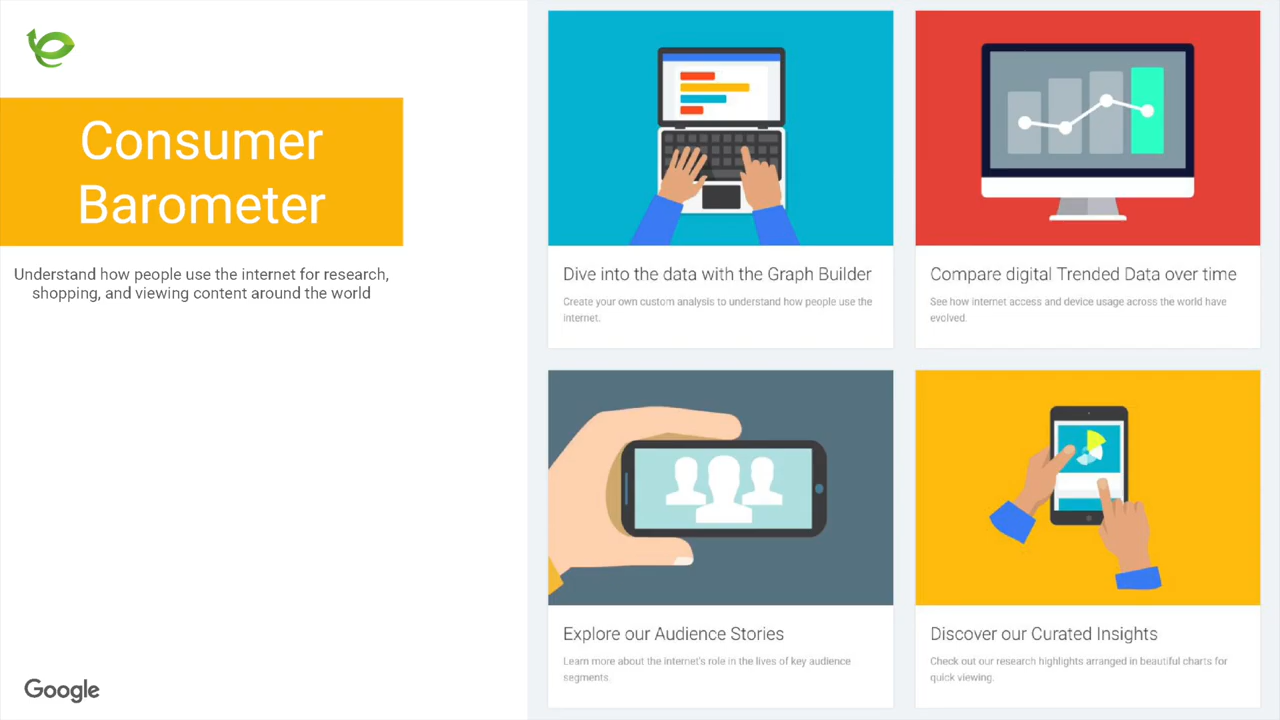 Consumer
Barometer
Understand how people use the internet for research,
shopping, and viewing content around the world
Google
Dive into the data with the Graph Builder
Create your own custom analysis to understand how people use the
internet.
Compare digital Trended Data over time
See how internet access and device usage across the world have
evolved.
Explore our Audience Stories
Learn more about the internet's role in the lives of key audience
segments.
Discover our Curated Insights
Check out our research highlights arranged in beautiful charts for
quick viewing.